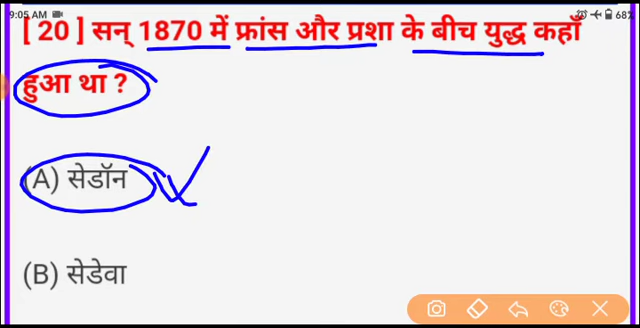 9:05 AM 68%
[ 20 ] सन् 1870 में फ्रांस और प्रशा के बीच युद्ध कहाँ
हुआ था ?
(A) सेडॉन
(B) सेडेवा